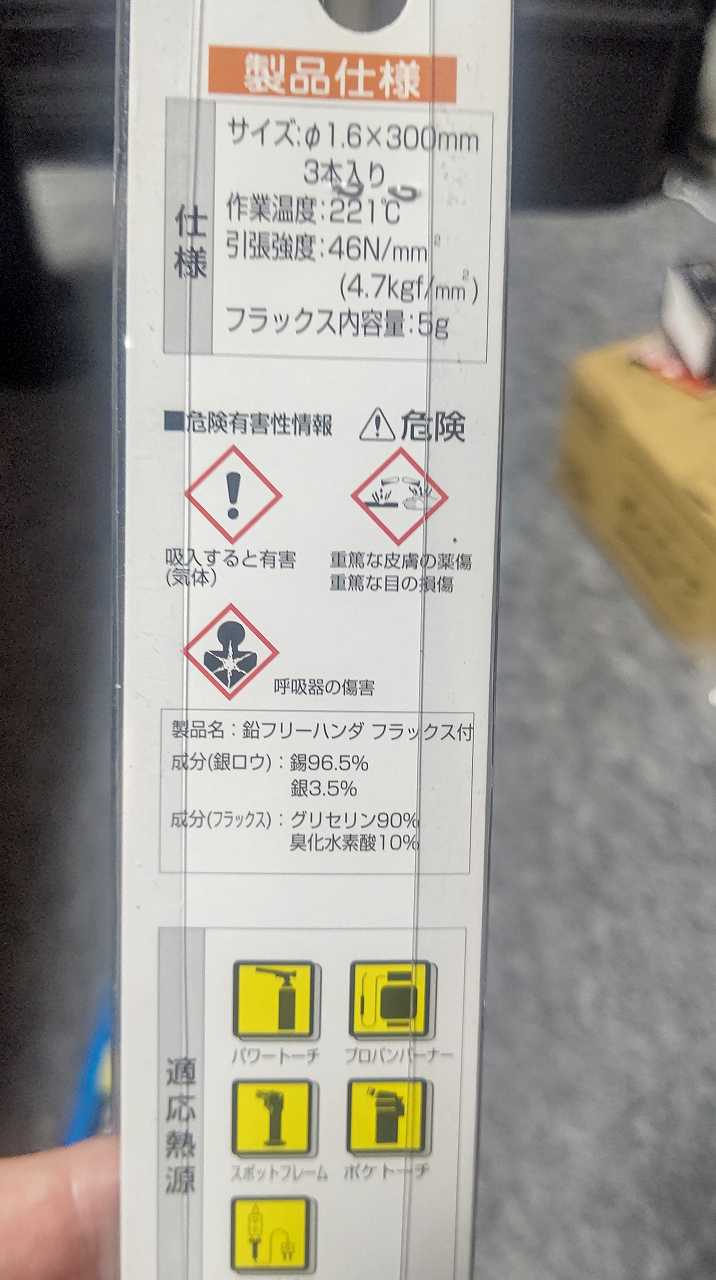 製品仕様
仕様
サイズ:φ1.6×300mm
3本入り
作業温度:221℃
引張強度:46N/mm²
(4.7kgf/mm²)
フラックス内容量:5g
■危険有害性情報 危険
吸入すると有害
(気体)
重篤な皮膚の薬傷
重篤な目の損傷
呼吸器の傷害
製品名:鉛フリーハンダ フラックス付
成分(銀ロウ):錫96.5%
銀3.5%
成分(フラックス):グリセリン90%
臭化水素酸10%
適応熱源
パワートーチ プロパンバーナー
スポットフレーム ポケトーチ